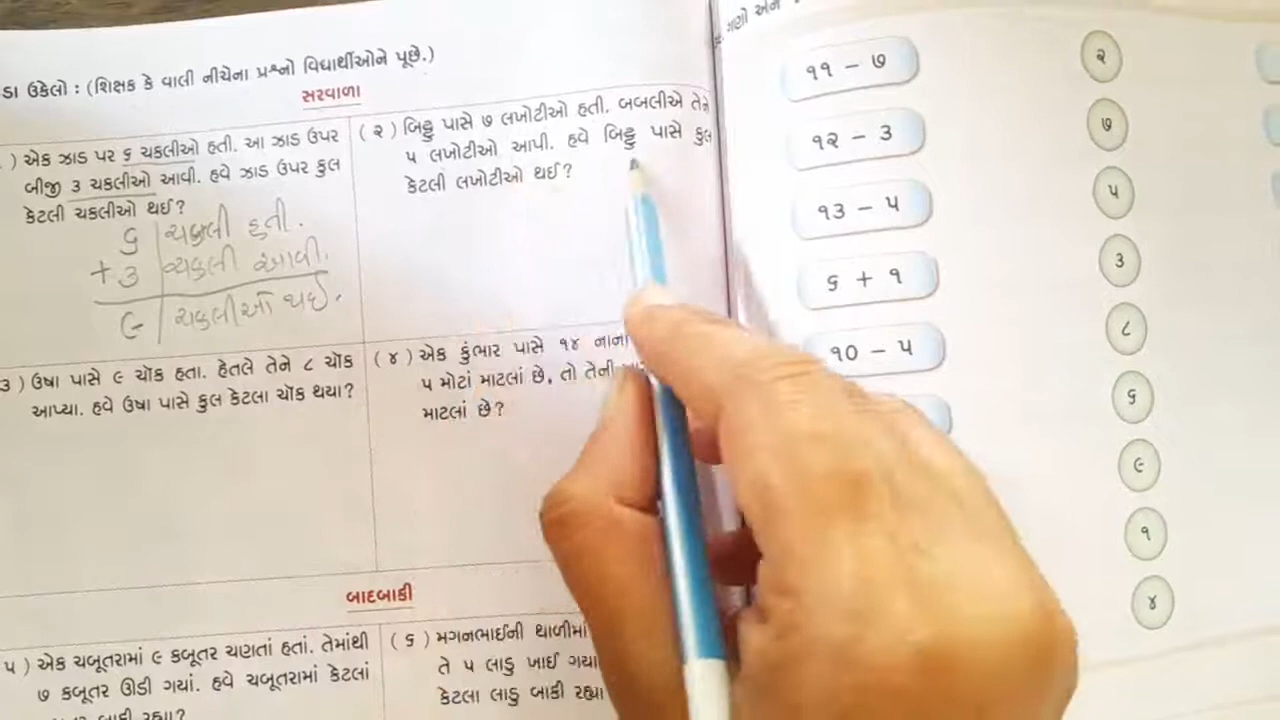 ડા ઉકેલો : (શિક્ષક કે વાલી નીચેના પ્રશ્નો વિદ્યાર્થીઓને પૂછે.)
સરવાળા
) એક ઝાડ પર ૬ ચકલીઓ હતી. આ ઝાડ ઉપર
બીજી ૩ ચકલીઓ આવી. હવે ઝાડ ઉપર કુલ
કેટલી ચકલીઓ થઈ?
૬ ચકલી હતી.
+ ૩ ચકલી આવી.
૯ ચકલીઓ થઈ.
(૨) બિટ્ટુ પાસે ૭ લખોટીઓ હતી. બબલીએ તેને
૫ લખોટીઓ આપી. હવે બિટ્ટુ પાસે કુલ
કેટલી લખોટીઓ થઈ?
૩) ઉષા પાસે ૯ ચૉક હતા. હેતલે તેને ૮ ચૉક
આપ્યા. હવે ઉષા પાસે કુલ કેટલા ચૉક થયા?
(૪) એક કુંભાર પાસે ૧૪ નાના
૫ મોટાં માટલાં છે, તો તેની
માટલાં છે?
બાદબાકી
૫) એક ચબૂતરામાં ૯ કબૂતર ચણતાં હતાં. તેમાંથી
૭ કબૂતર ઊડી ગયાં. હવે ચબૂતરામાં કેટલાં
બાકી રહ્યા?
(૬) મગનભાઈની થાળીમાં
તે ૫ લાડુ ખાઈ ગયા
કેટલા લાડુ બાકી રહ્યા
ગણો અને
૧૧ – ૭
૧૨ – ૩
૧૩ – ૫
૬ + ૧
૧૦ – ૫
૨
૭
૫
૩
૮
૬
૯
૧
૪